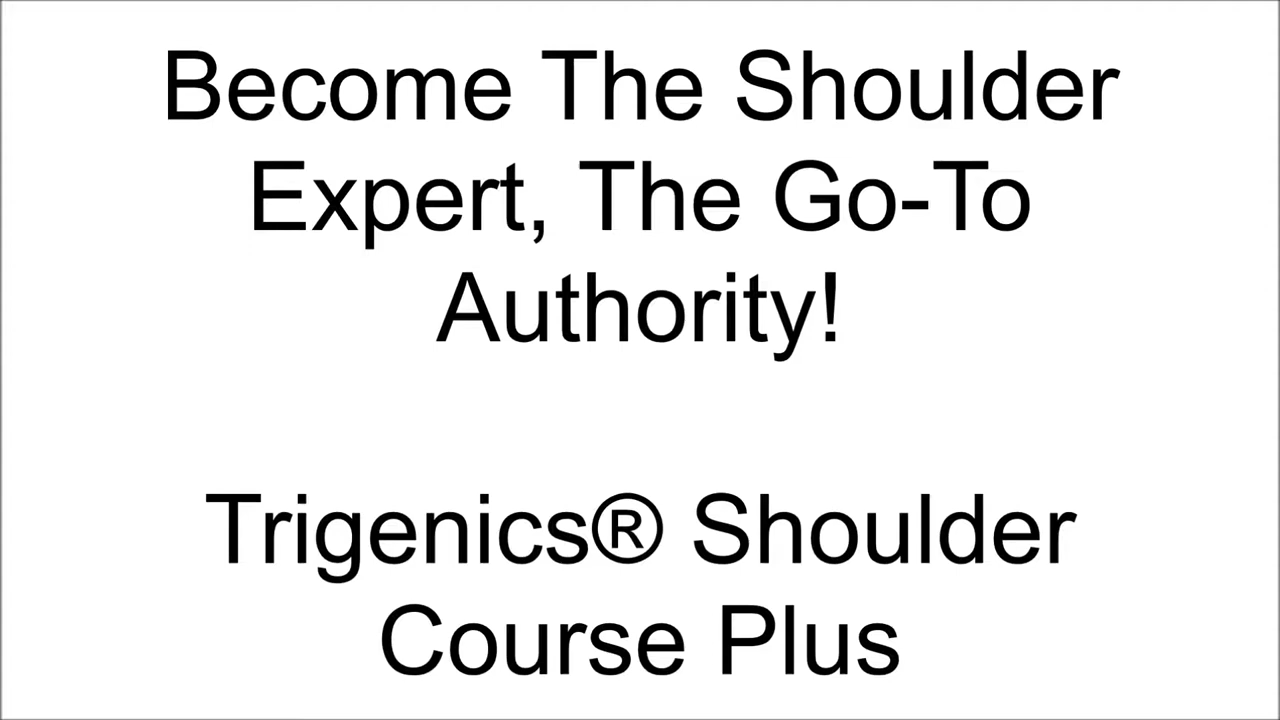 Become The Shoulder
Expert, The Go-To
Authority!
Trigenics® Shoulder
Course Plus